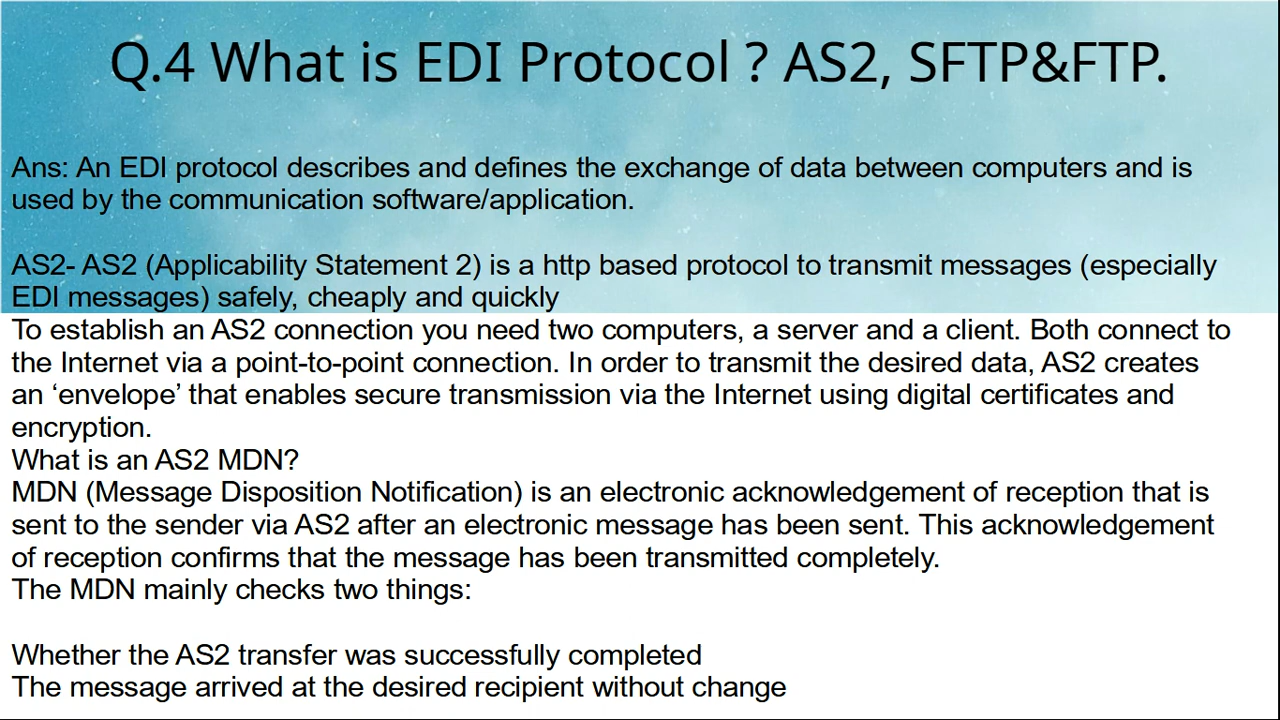 Q.4 What is EDI Protocol ? AS2, SFTP&FTP.
Ans: An EDI protocol describes and defines the exchange of data between computers and is
used by the communication software/application.
AS2- AS2 (Applicability Statement 2) is a http based protocol to transmit messages (especially
EDI messages) safely, cheaply and quickly
To establish an AS2 connection you need two computers, a server and a client. Both connect to
the Internet via a point-to-point connection. In order to transmit the desired data, AS2 creates
an ‘envelope’ that enables secure transmission via the Internet using digital certificates and
encryption.
What is an AS2 MDN?
MDN (Message Disposition Notification) is an electronic acknowledgement of reception that is
sent to the sender via AS2 after an electronic message has been sent. This acknowledgement
of reception confirms that the message has been transmitted completely.
The MDN mainly checks two things:
Whether the AS2 transfer was successfully completed
The message arrived at the desired recipient without change